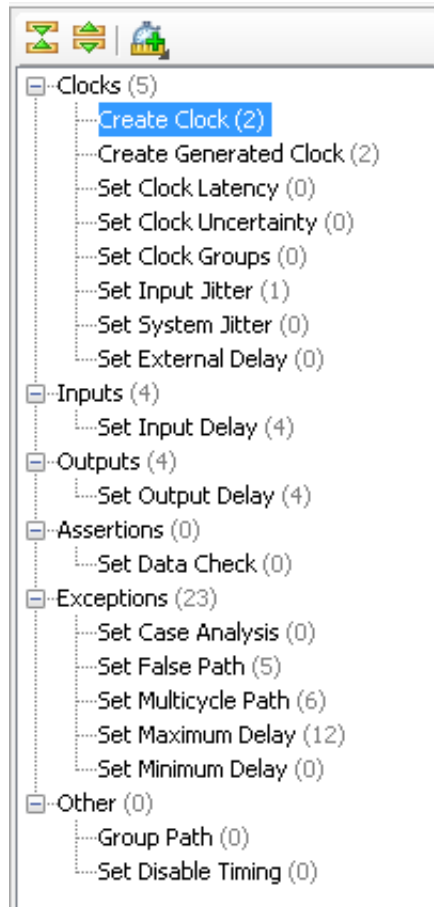 Clocks (5)
Create Clock (2)
Create Generated Clock (2)
Set Clock Latency (0)
Set Clock Uncertainty (0)
Set Clock Groups (0)
Set Input Jitter (1)
Set System Jitter (0)
Set External Delay (0)
Inputs (4)
Set Input Delay (4)
Outputs (4)
Set Output Delay (4)
Assertions (0)
Set Data Check (0)
Exceptions (23)
Set Case Analysis (0)
Set False Path (5)
Set Multicycle Path (6)
Set Maximum Delay (12)
Set Minimum Delay (0)
Other (0)
Group Path (0)
Set Disable Timing (0)